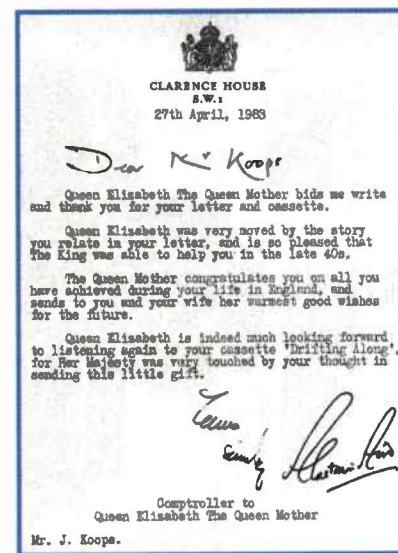 CLARENCE HOUSE
S.W.1
27th April, 1983
Dear Mr Koops
Queen Elizabeth The Queen Mother bids me write
and thank you for your letter and cassette.
Queen Elizabeth was very moved by the story
you relate in your letter, and is so pleased that
The King was able to help you in the late 40s.
The Queen Mother congratulates you on all you
have achieved during your life in England, and
sends to you and your wife her warmest good wishes
for the future.
Queen Elizabeth is indeed much looking forward
to listening again to your cassette 'Drifting Along',
for Her Majesty was very touched by your thought in
sending this little gift.
Yours
sincerely
Comptroller to
Queen Elizabeth The Queen Mother
Mr. J. Koops.